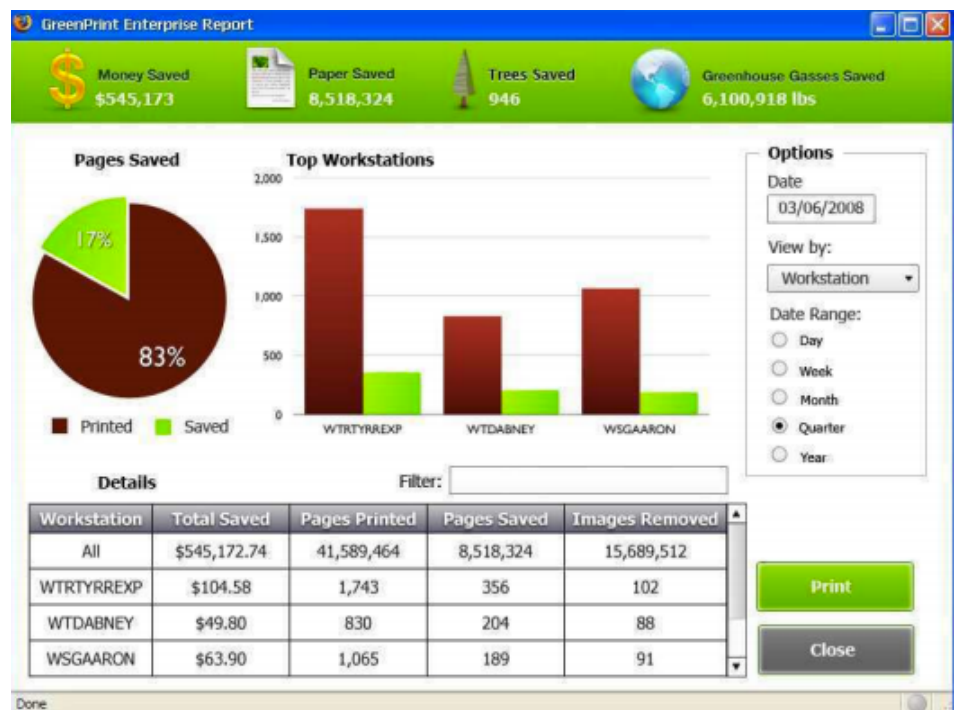 GreenPrint Enterprise Report
Money Saved
$545,173
Paper Saved
8,518,324
Trees Saved
946
Greenhouse Gasses Saved
6,100,918 lbs
Pages Saved
17%
83%
Printed Saved
Top Workstations
2,000
1,500
1,000
500
0
WTRTYRREXP WTDABNEY WSGAARON
Options
Date
03/06/2008
View by:
Workstation
Date Range:
Day
Week
Month
Quarter
Year
Details Filter:
Workstation Total Saved Pages Printed Pages Saved Images Removed
All $545,172.74 41,589,464 8,518,324 15,689,512
WTRTYRREXP $104.58 1,743 356 102
WTDABNEY $49.80 830 204 88
WSGAARON $63.90 1,065 189 91
Print
Close
Done